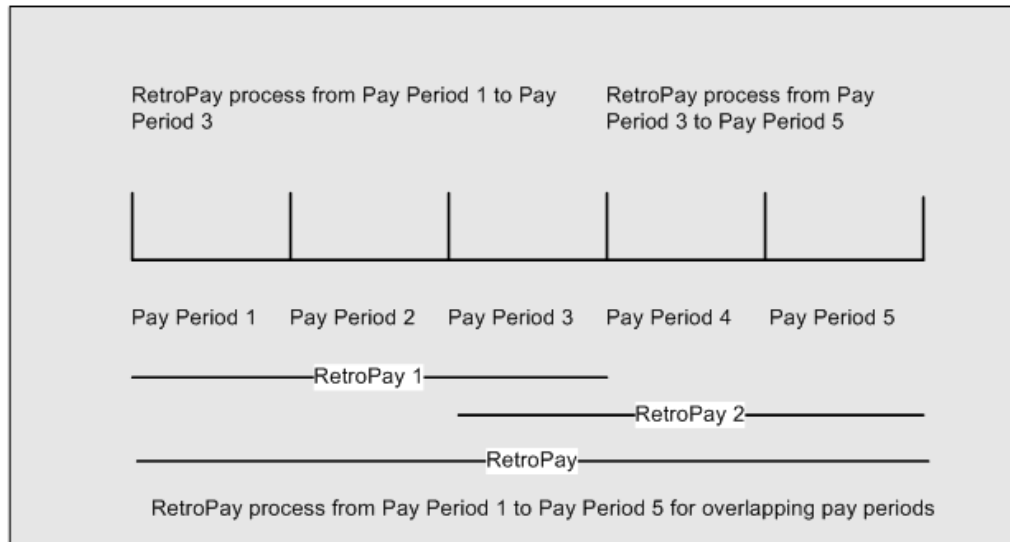 RetroPay process from Pay Period 1 to Pay
Period 3
RetroPay process from Pay
Period 3 to Pay Period 5
Pay Period 1
Pay Period 2
Pay Period 3
Pay Period 4
Pay Period 5
RetroPay 1
RetroPay 2
RetroPay
RetroPay process from Pay Period 1 to Pay Period 5 for overlapping pay periods